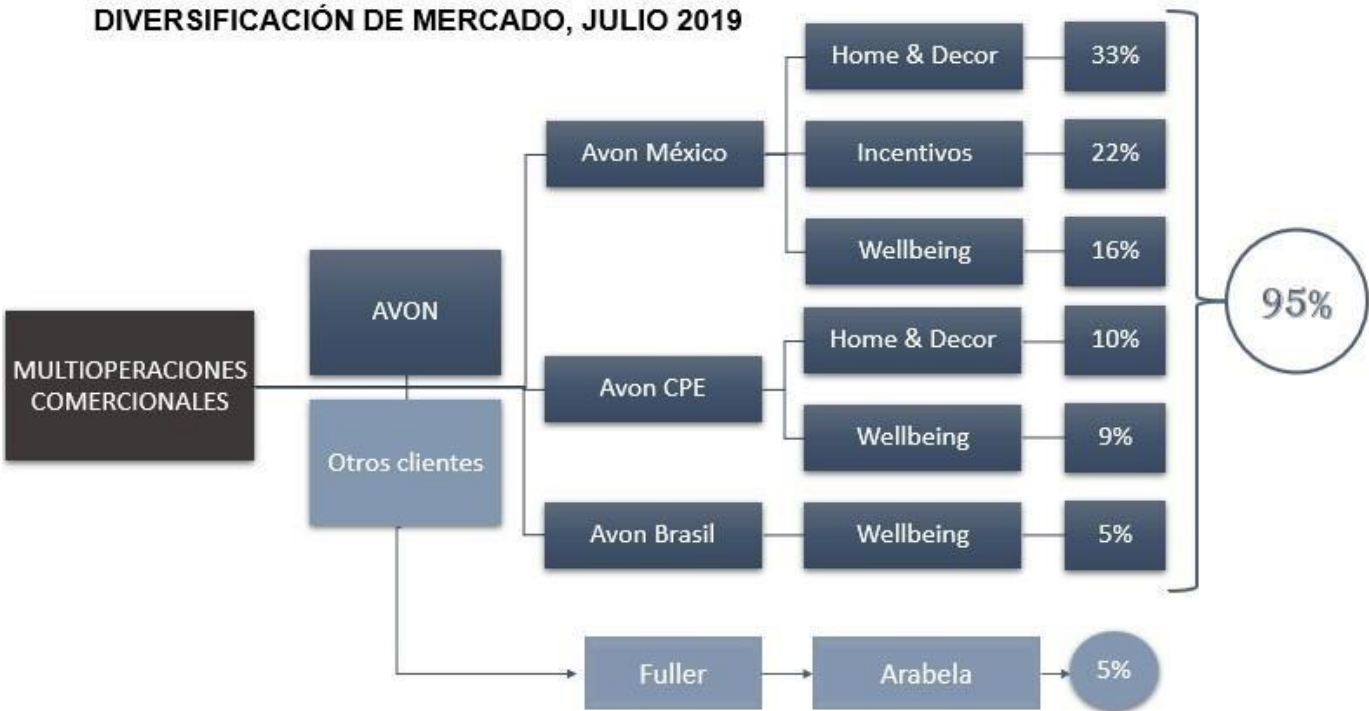 DIVERSIFICACIÓN DE MERCADO, JULIO 2019
MULTIOPERACIONES
COMERCIONALES
AVON
Otros clientes
Avon México
Home & Decor
33%
Incentivos
22%
Wellbeing
16%
Avon CPE
Home & Decor
10%
Wellbeing
9%
Avon Brasil
Wellbeing
5%
95%
Fuller
Arabela
5%